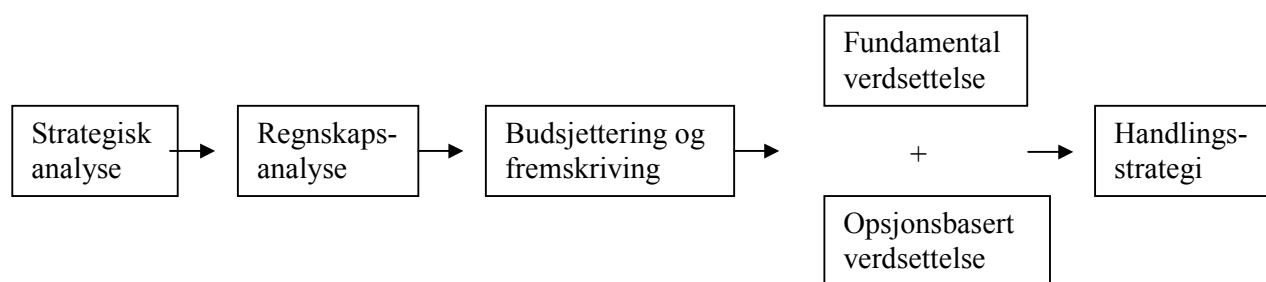 Strategisk
analyse
Regnskaps-
analyse
Budsjettering og
fremskriving
Fundamental
verdsettelse
+
Opsjonsbasert
verdsettelse
Handlings-
strategi